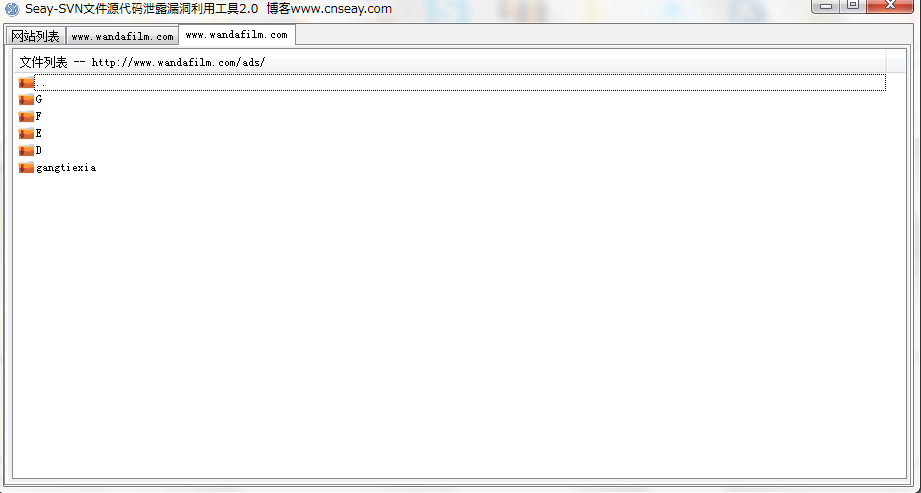 Seay-SVN文件源代码泄露漏洞利用工具2.0 博客www.cnseay.com
网站列表 www.wandafilm.com www.wandafilm.com
文件列表 -- http://www.wandafilm.com/ads/
..
G
F
E
D
gangtiexia